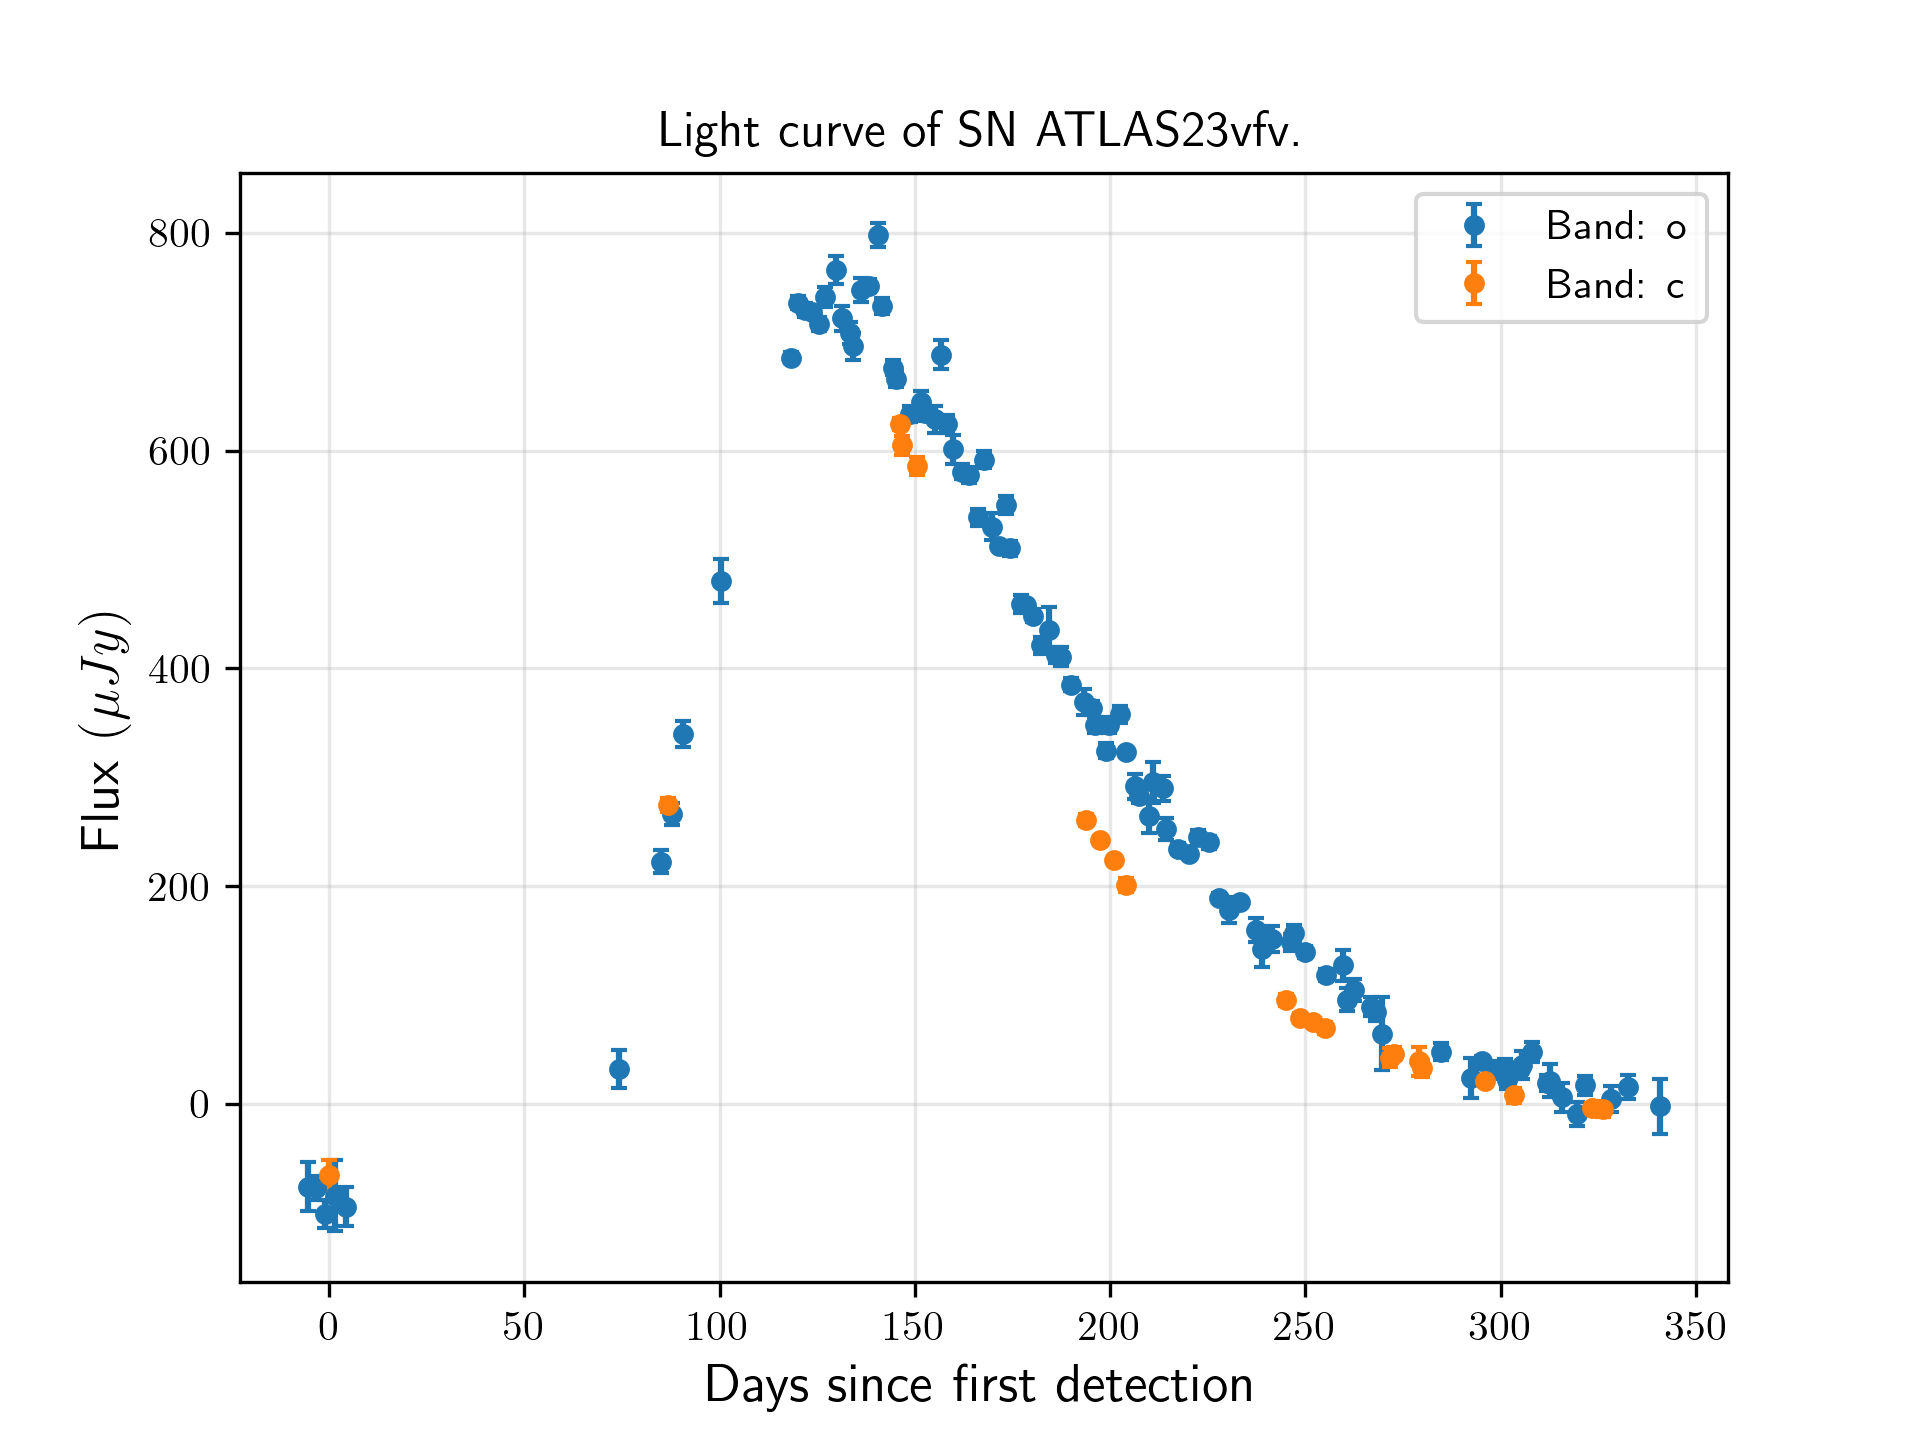 Light curve of SN ATLAS23vfv.
Band: o
Band: c
800
600
400
200
0
Flux (μJy)
0 50 100 150 200 250 300 350
Days since first detection